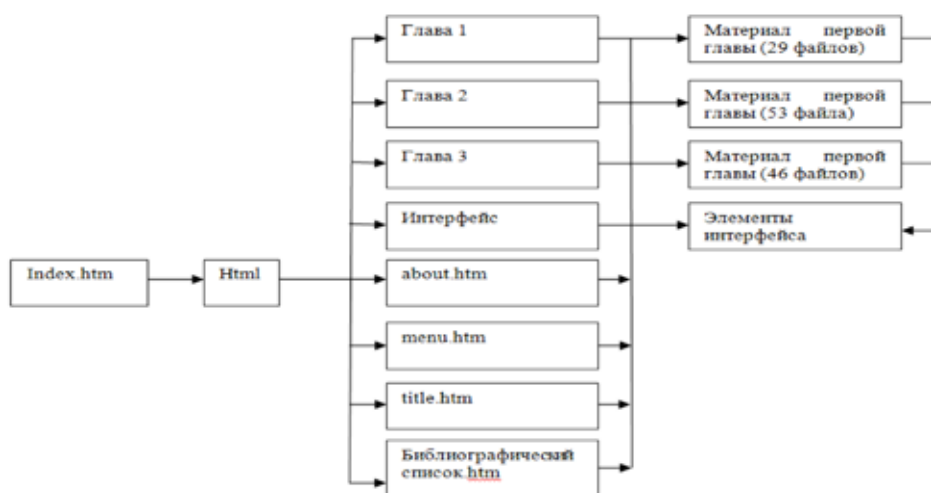 Глава 1
Материал первой
главы (29 файлов)
Глава 2
Материал первой
главы (53 файла)
Глава 3
Материал первой
главы (46 файлов)
Интерфейс
Элементы
интерфейса
Index.htm
Html
about.htm
menu.htm
title.htm
Библиографический
список.htm